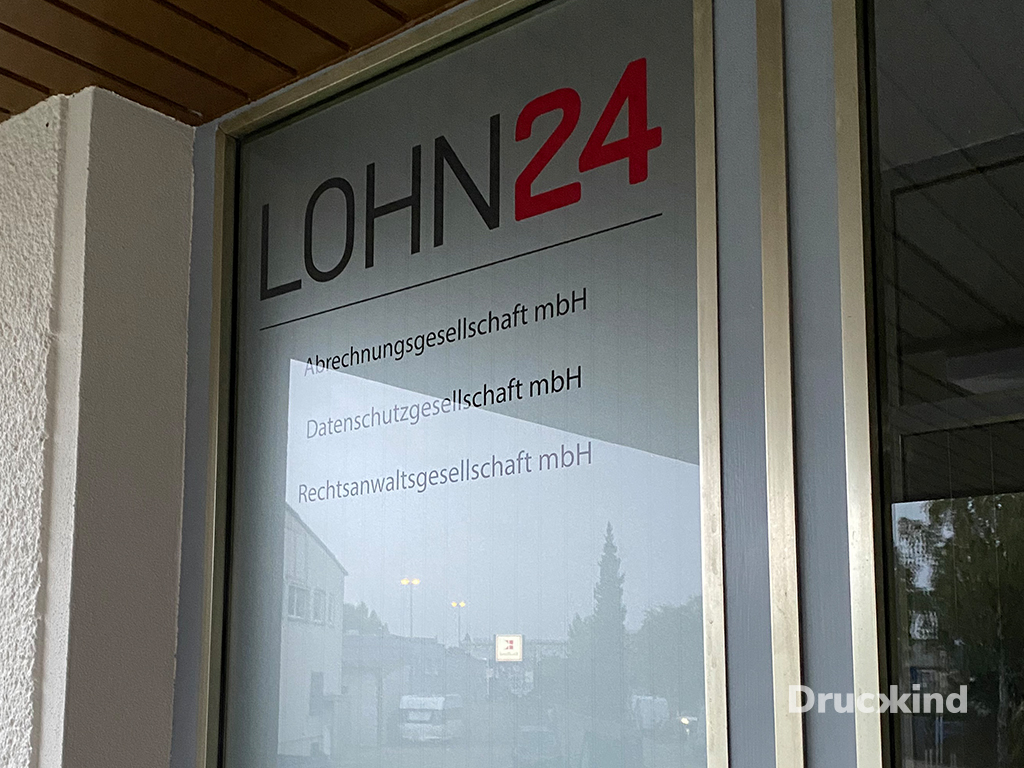 LOHN24
Abrechnungsgesellschaft mbH
Datenschutzgesellschaft mbH
Rechtsanwaltsgesellschaft mbH
Druckkind